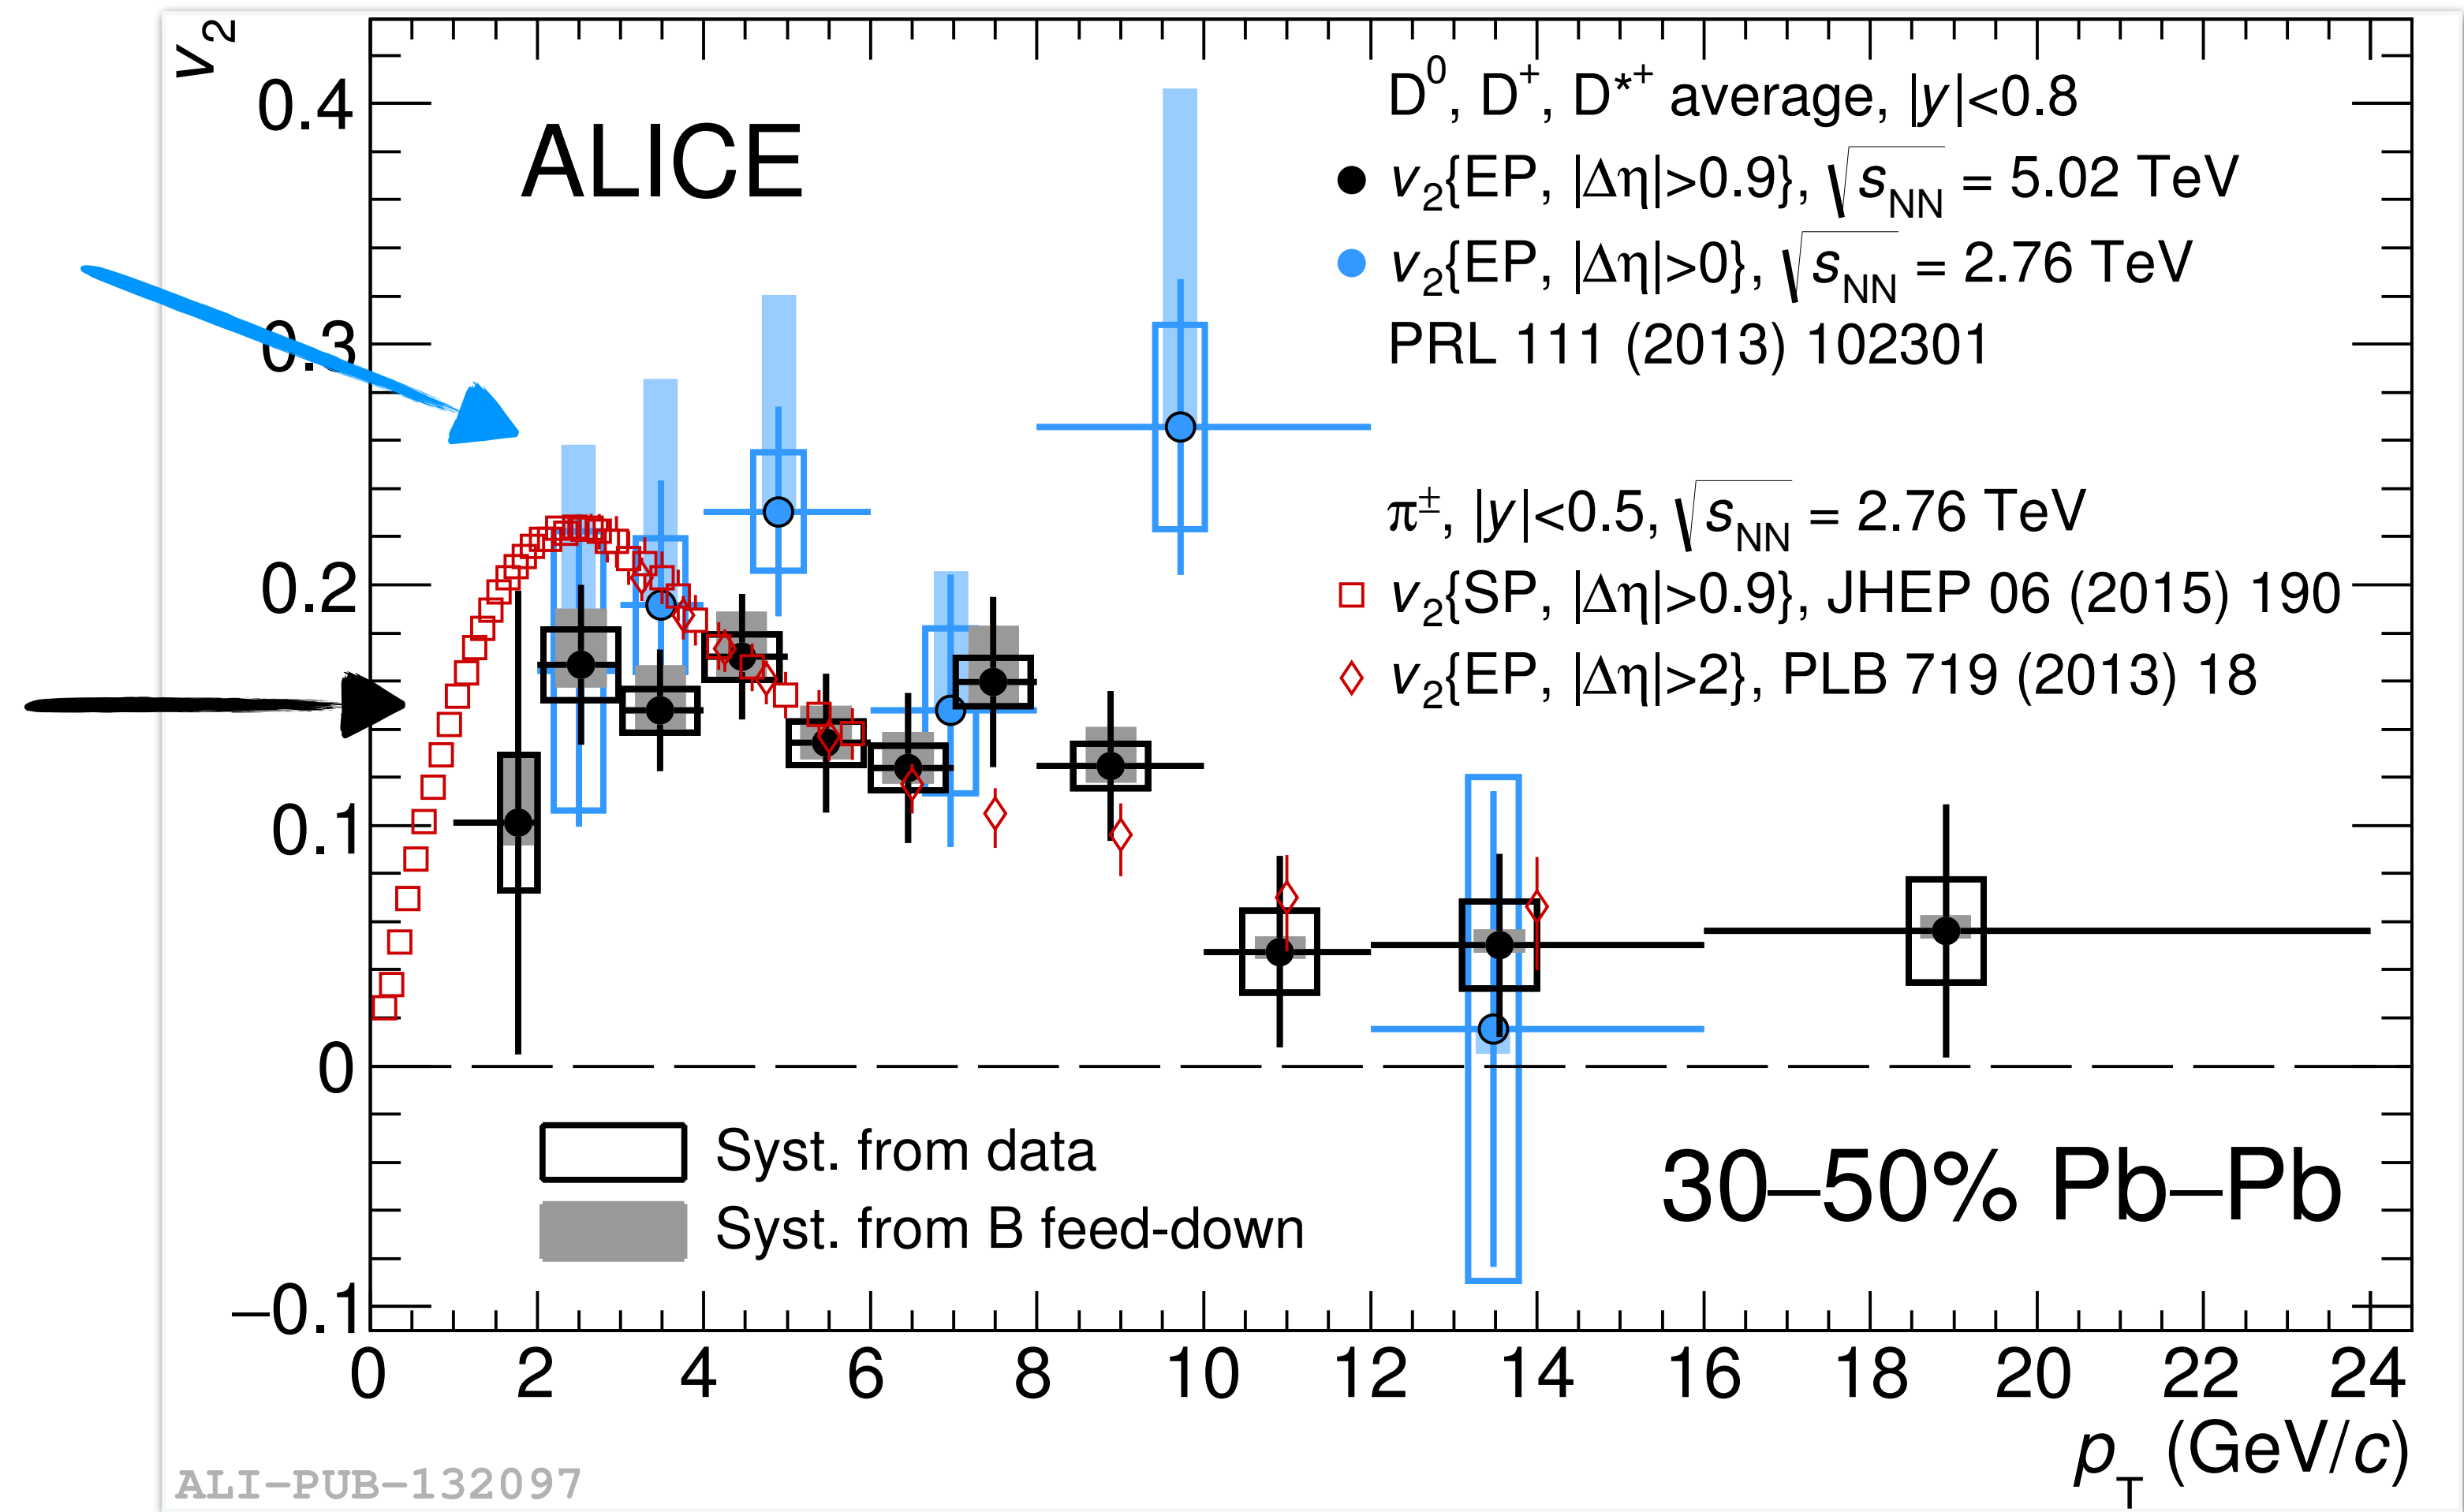 v2
0.4
0.3
0.2
0.1
0
−0.1
ALICE
D0, D+, D*+ average, |y|<0.8
v2{EP, |Δη|>0.9}, √sNN = 5.02 TeV
v2{EP, |Δη|>0}, √sNN = 2.76 TeV
PRL 111 (2013) 102301
π±, |y|<0.5, √sNN = 2.76 TeV
v2{SP, |Δη|>0.9}, JHEP 06 (2015) 190
v2{EP, |Δη|>2}, PLB 719 (2013) 18
Syst. from data
Syst. from B feed-down
30–50% Pb–Pb
0 2 4 6 8 10 12 14 16 18 20 22 24
pT (GeV/c)
ALI−PUB−132097